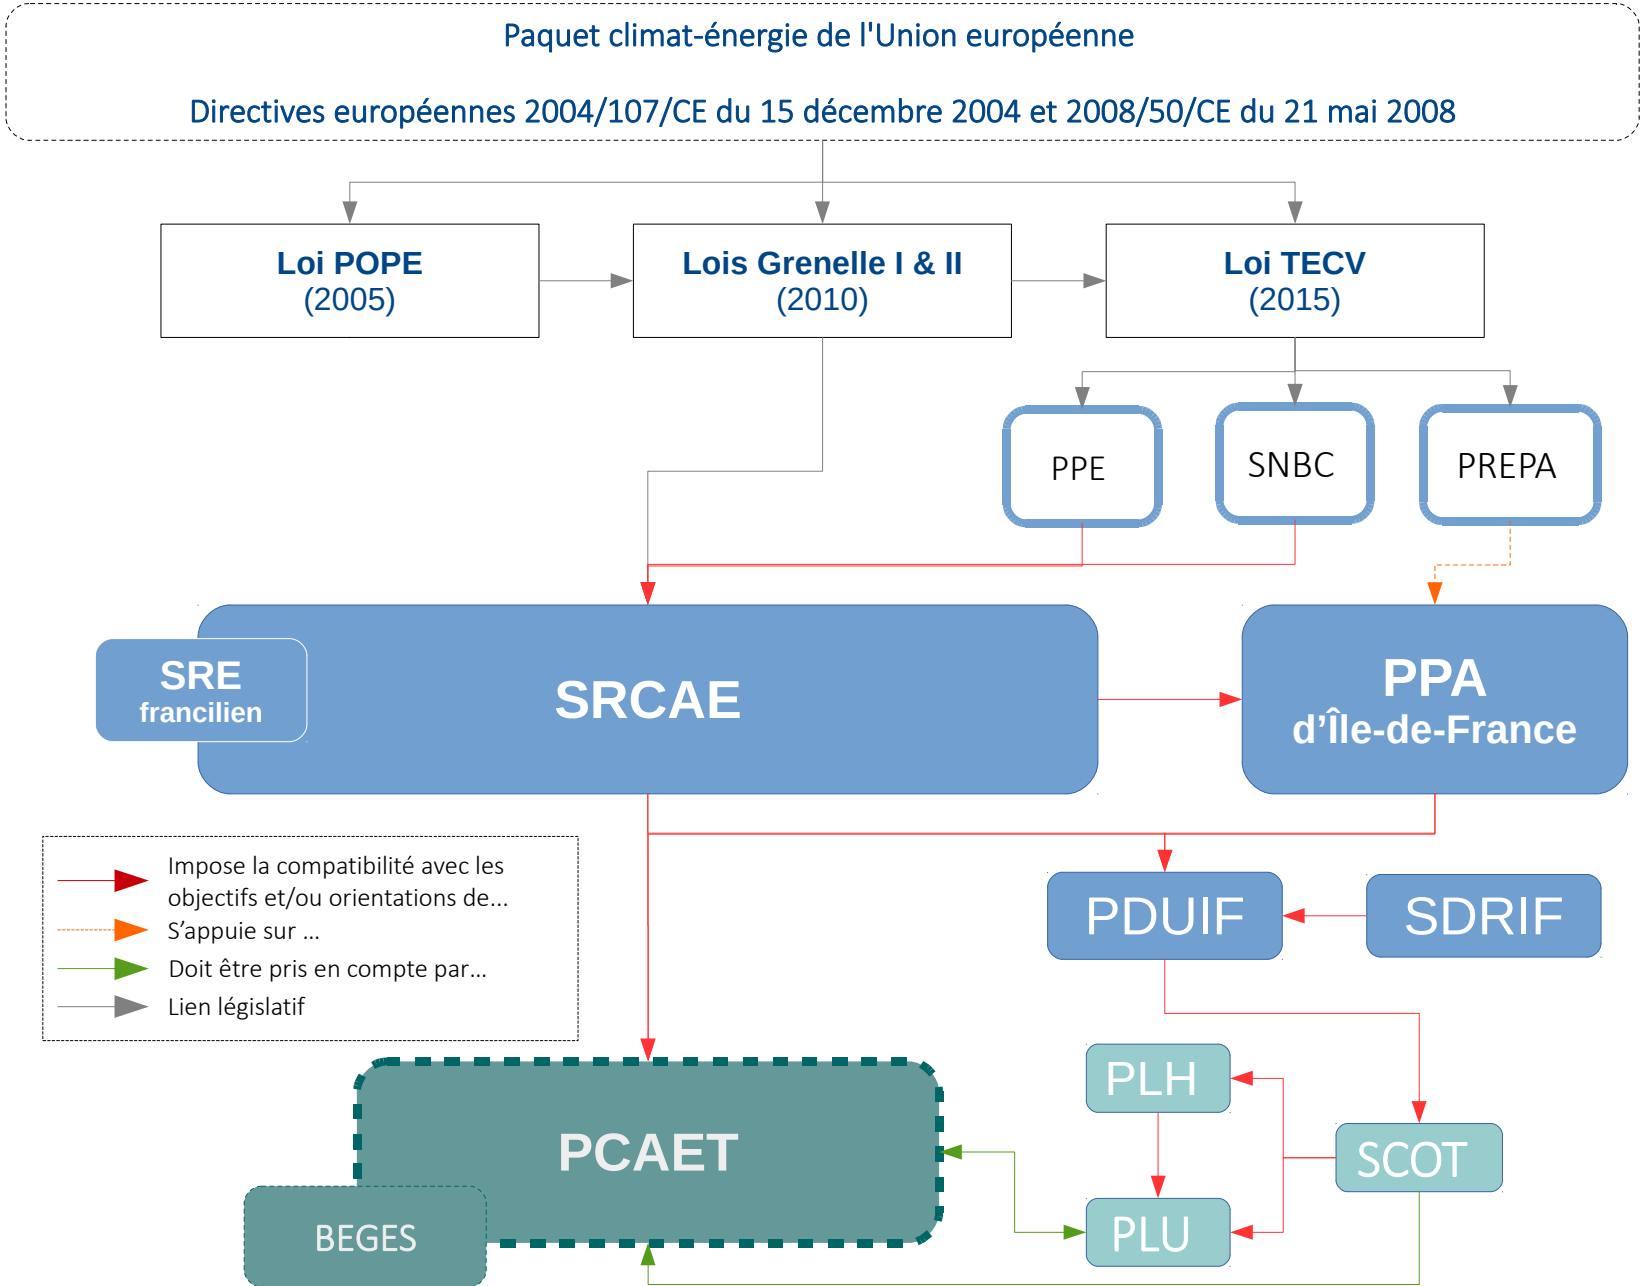 Paquet climat-énergie de l'Union européenne
Directives européennes 2004/107/CE du 15 décembre 2004 et 2008/50/CE du 21 mai 2008
Loi POPE
(2005)
Lois Grenelle I & II
(2010)
Loi TECV
(2015)
PPE
SNBC
PREPA
SRE
francilien
SRCAE
PPA
d’Île-de-France
Impose la compatibilité avec les
objectifs et/ou orientations de...
S’appuie sur ...
Doit être pris en compte par...
Lien législatif
PDUIF
SDRIF
PLH
PCAET
SCOT
PLU
BEGES